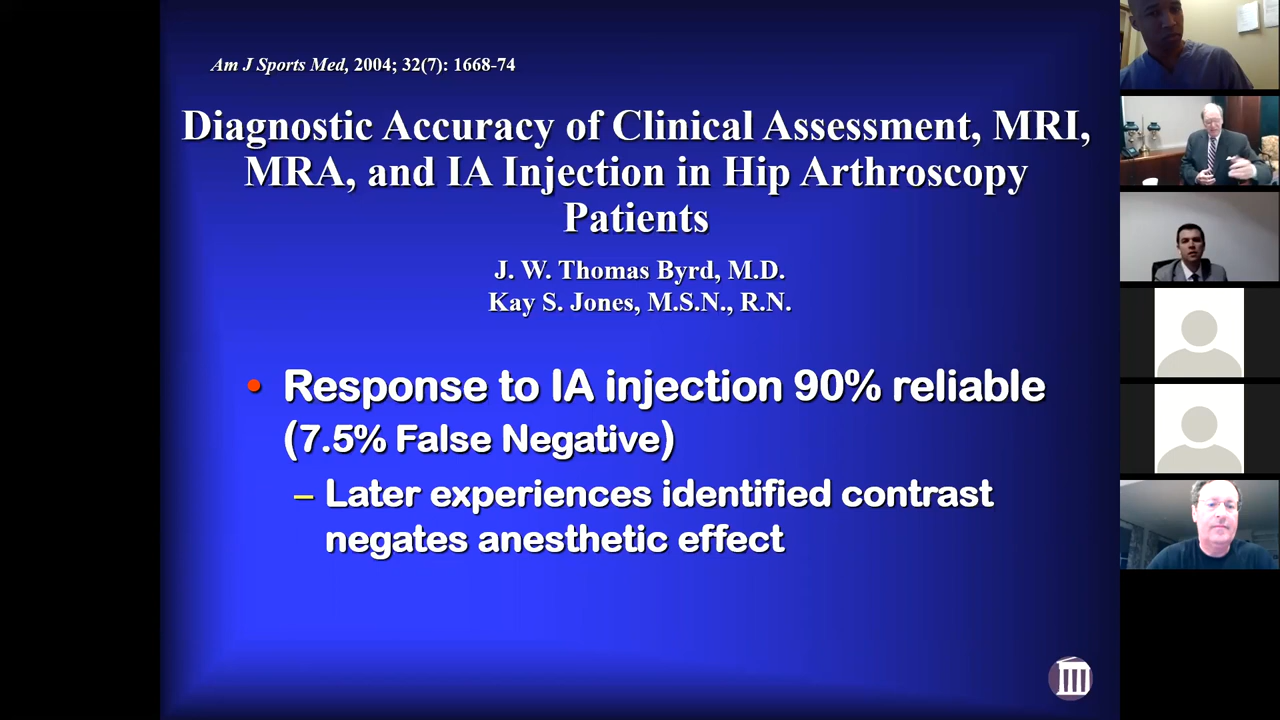 Am J Sports Med, 2004; 32(7): 1668-74
Diagnostic Accuracy of Clinical Assessment, MRI,
MRA, and IA Injection in Hip Arthroscopy
Patients
J. W. Thomas Byrd, M.D.
Kay S. Jones, M.S.N., R.N.
• Response to IA injection 90% reliable
(7.5% False Negative)
– Later experiences identified contrast
negates anesthetic effect